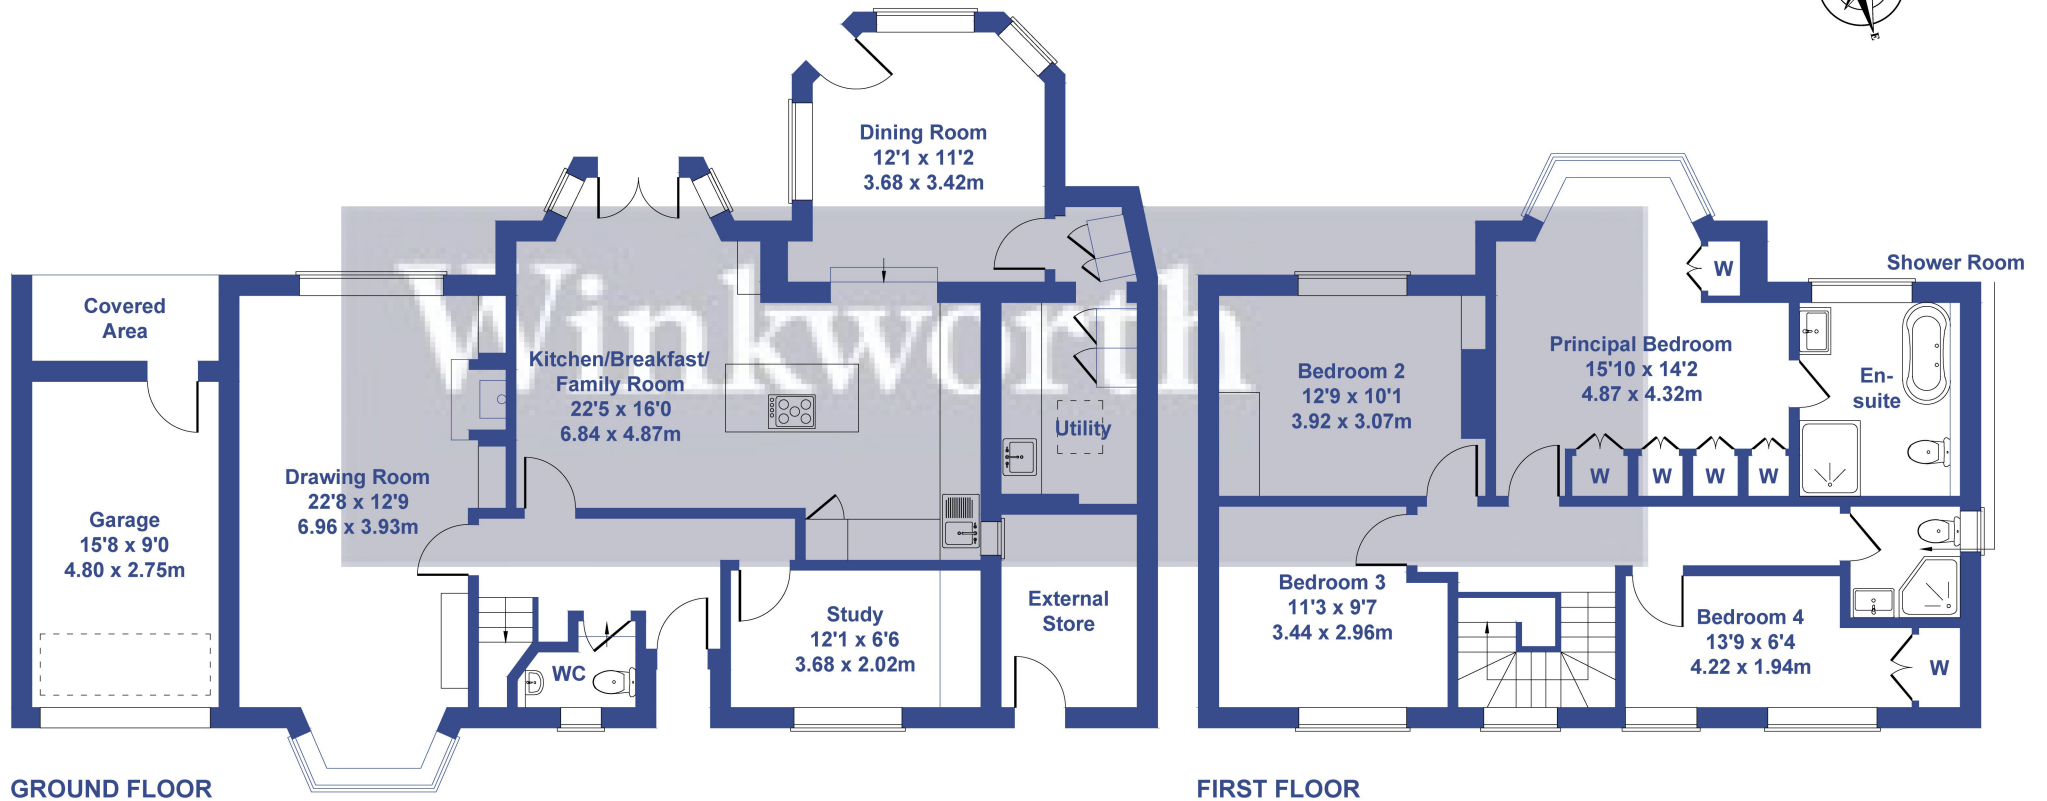 E
Dining Room
12'1 x 11'2
3.68 x 3.42m
Covered
Area
Winkworth
Kitchen/Breakfast/
Family Room
22'5 x 16'0
6.84 x 4.87m
Utility
Drawing Room
22'8 x 12'9
6.96 x 3.93m
Garage
15'8 x 9'0
4.80 x 2.75m
Study
12'1 x 6'6
3.68 x 2.02m
External
Store
WC
GROUND FLOOR
Shower Room
W
Principal Bedroom
15'10 x 14'2
4.87 x 4.32m
Bedroom 2
12'9 x 10'1
3.92 x 3.07m
En-
suite
W
W
W
W
Bedroom 3
11'3 x 9'7
3.44 x 2.96m
Bedroom 4
13'9 x 6'4
4.22 x 1.94m
W
FIRST FLOOR